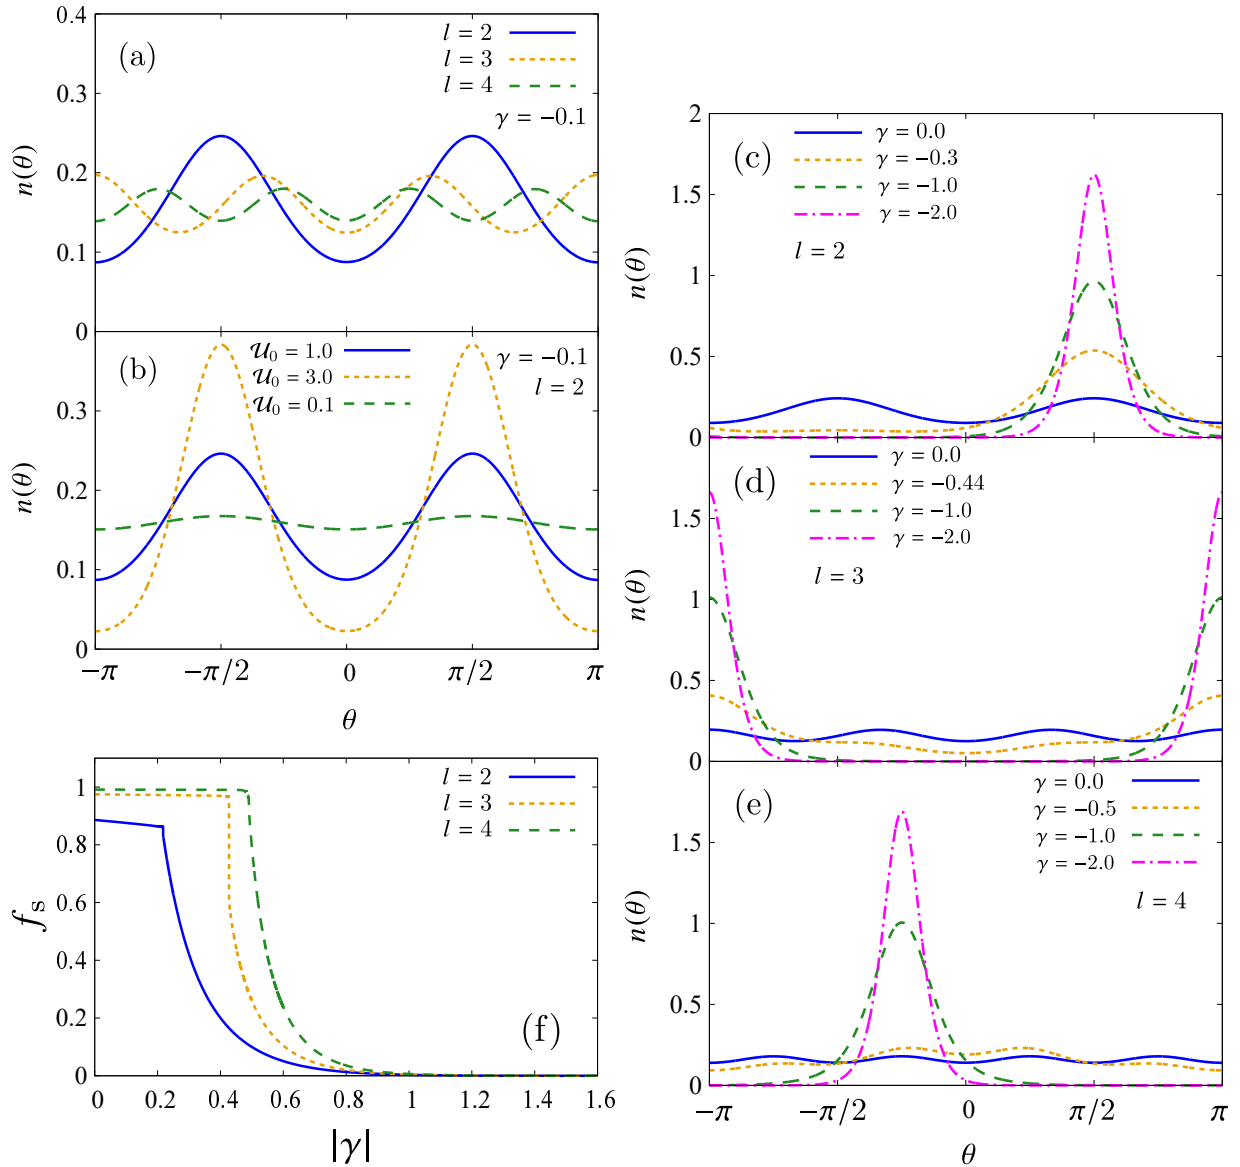 (a)
l = 2
l = 3
l = 4
γ = −0.1
0.4
0.3
0.2
0.1
0
n(θ)
(b)
𝒰₀ = 1.0
𝒰₀ = 3.0
𝒰₀ = 0.1
γ = −0.1
l = 2
0.3
0.2
0.1
0
n(θ)
−π
−π/2
0
π/2
π
θ
(c)
γ = 0.0
γ = −0.3
γ = −1.0
γ = −2.0
l = 2
2
1.5
1
0.5
0
n(θ)
(d)
γ = 0.0
γ = −0.44
γ = −1.0
γ = −2.0
l = 3
1.5
1
0.5
0
n(θ)
(e)
γ = 0.0
γ = −0.5
γ = −1.0
γ = −2.0
l = 4
1.5
1
0.5
0
n(θ)
−π
−π/2
0
π/2
π
θ
l = 2
l = 3
l = 4
(f)
1
0.8
0.6
0.4
0.2
0
fₛ
0
0.2
0.4
0.6
0.8
1
1.2
1.4
1.6
|γ|